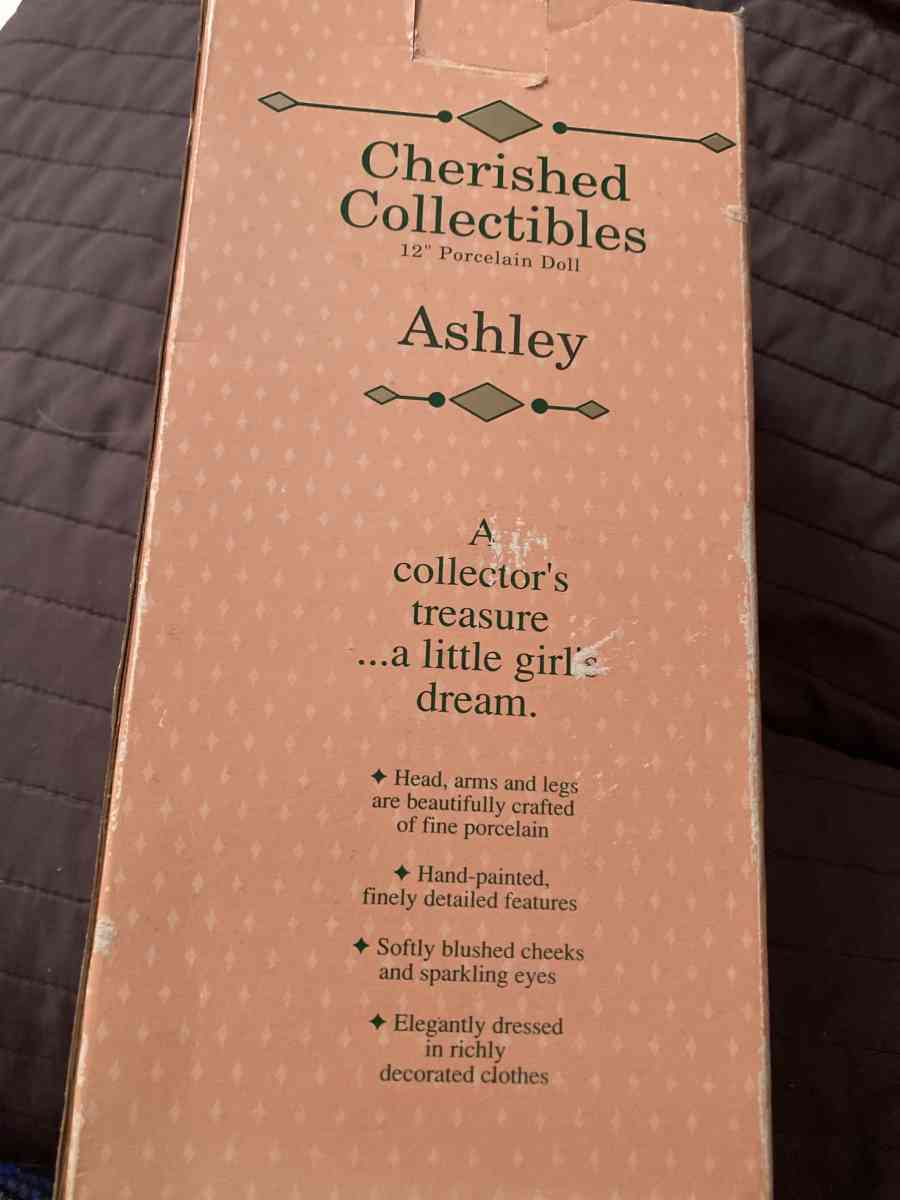 Cherished
Collectibles
12" Porcelain Doll
Ashley
A
collector's
treasure
...a little girl's
dream.
✦ Head, arms and legs
are beautifully crafted
of fine porcelain
✦ Hand-painted,
finely detailed features
✦ Softly blushed cheeks
and sparkling eyes
✦ Elegantly dressed
in richly
decorated clothes